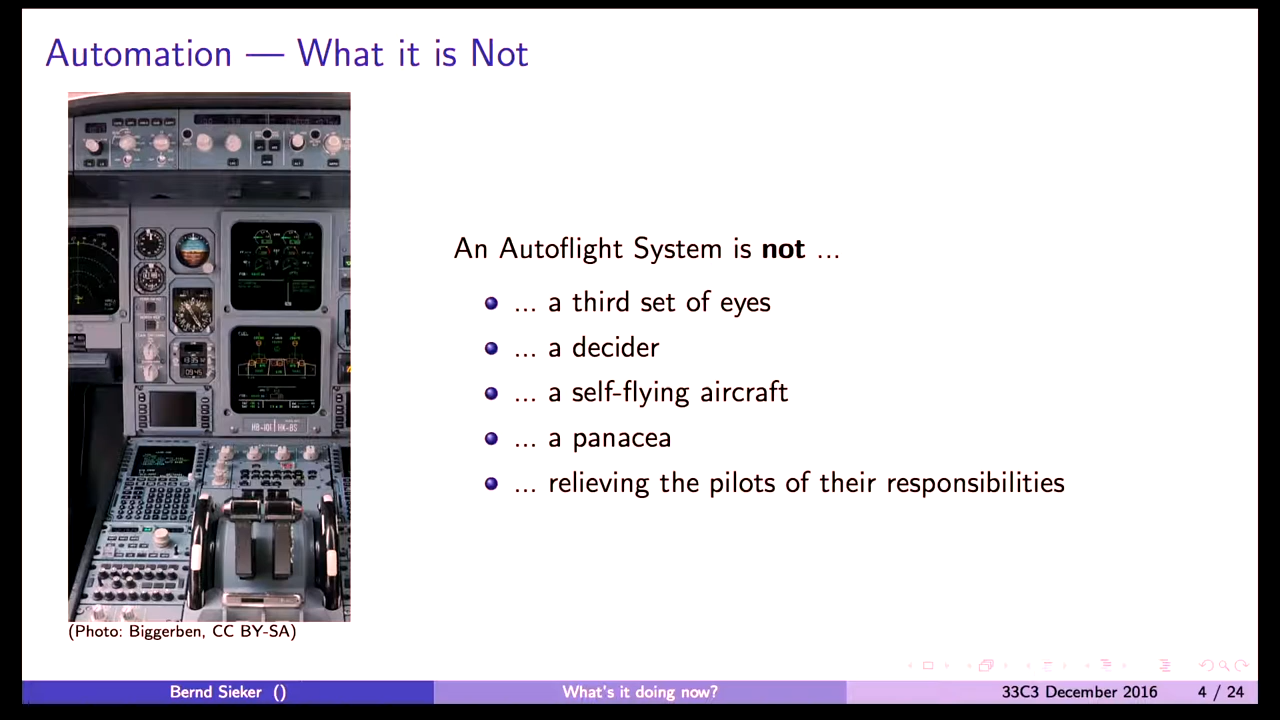 Automation — What it is Not
An Autoflight System is not ...
... a third set of eyes
... a decider
... a self-flying aircraft
... a panacea
... relieving the pilots of their responsibilities
(Photo: Biggerben, CC BY-SA)
Bernd Sieker ()
What's it doing now?
33C3 December 2016
4 / 24